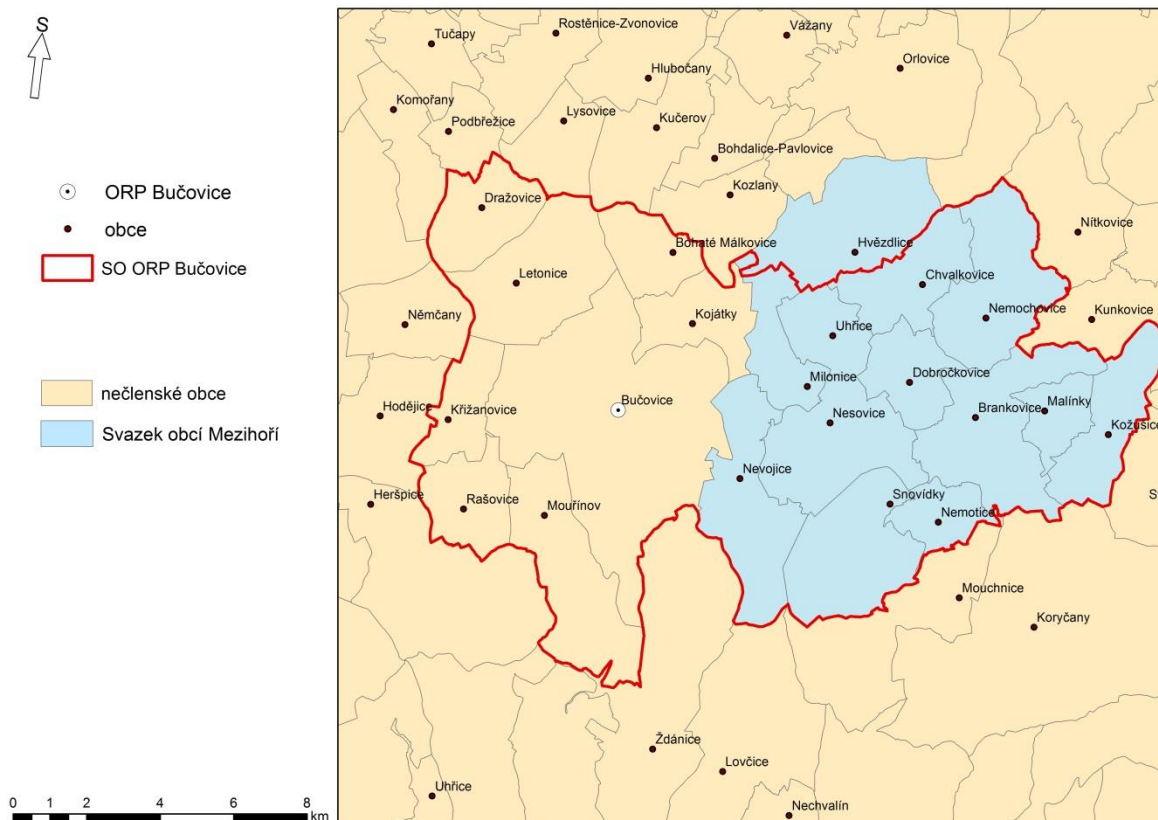 S
ORP Bučovice
obce
SO ORP Bučovice
nečlenské obce
Svazek obcí Mezihoří
0 1 2 4 6 8
km
Tučapy
Rostěnice-Zvonovice
Vážany
Orlovice
Hlubočany
Komořany
Podbřežice
Lysovice
Kučerov
Bohdalice-Pavlovice
Kozlany
Dražovice
Nítkovice
Bohaté Málkovice
Hvězdlice
Letonice
Chvalkovice
Němčany
Kojátky
Uhřice
Nemochovice
Kunkovice
Milonice
Dobročkovice
Hodějice
Křižanovice
Bučovice
Nesovice
Brankovice
Malínky
Kožušice
Nevojice
Heršpice
Rašovice
Mouřínov
Snovídky
Nemotice
Mouchnice
Koryčany
Ždánice
Lovčice
Uhřice
Nechvalín